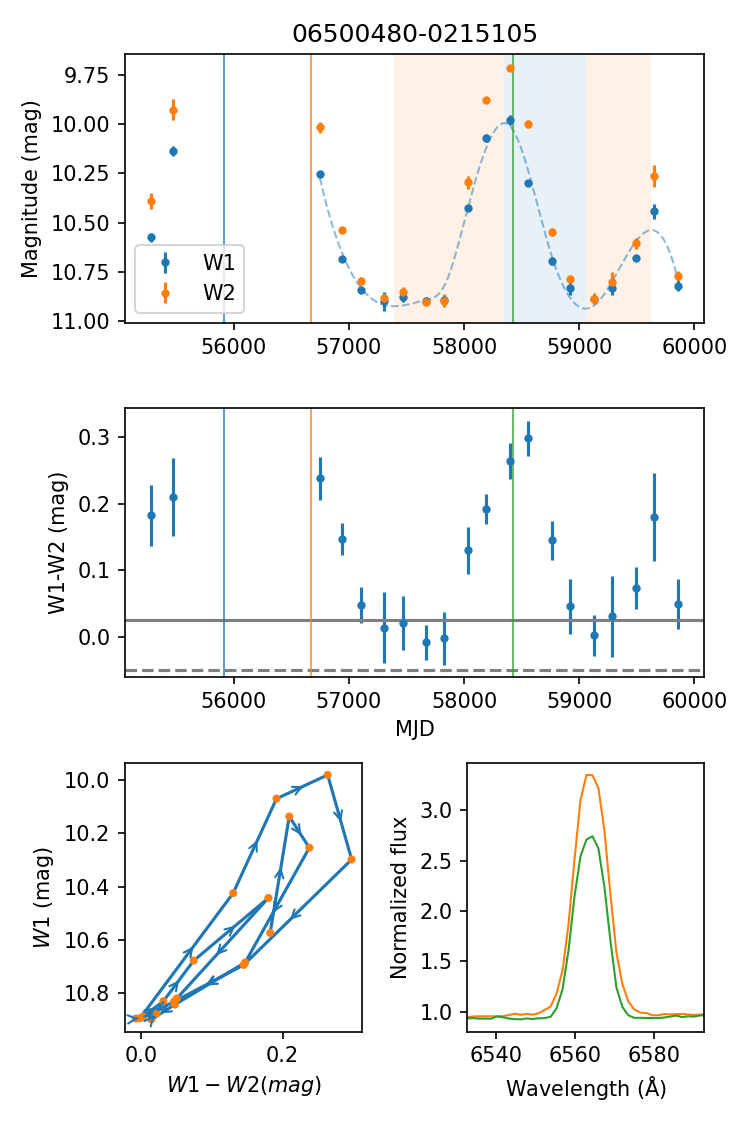 06500480-0215105
Magnitude (mag)
9.75
10.00
10.25
10.50
10.75
11.00
W1
W2
56000 57000 58000 59000 60000
W1-W2 (mag)
0.3
0.2
0.1
0.0
56000 57000 58000 59000 60000
MJD
W1 (mag)
10.0
10.2
10.4
10.6
10.8
0.0 0.2
W1 − W2(mag)
Normalized flux
3.0
2.5
2.0
1.5
1.0
6540 6560 6580
Wavelength (Å)